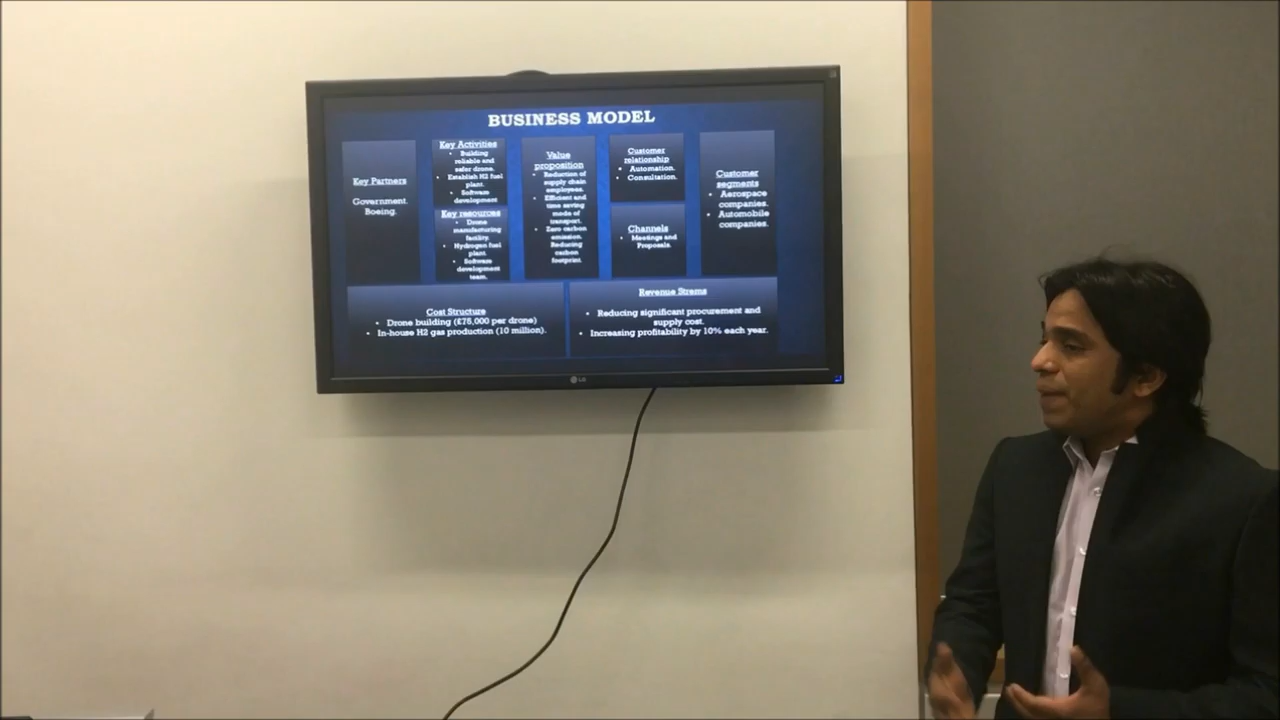 BUSINESS MODEL
Key Partners
Government.
Boeing.
Key Activities
• Building
reliable and
safer drone.
• Establish H2 fuel
plant.
• Software
development
Key resources
• Drone
manufacturing
facility.
• Hydrogen fuel
plant.
• Software
development
team.
Value
proposition
• Reduction of
supply chain
employees.
• Efficient and
time saving
mode of
transport.
• Zero carbon
emission.
Reducing
carbon
footprint.
Customer
relationship
• Automation.
• Consultation.
Channels
• Meetings and
Proposals.
Customer
segments
• Aerospace
companies.
• Automobile
companies.
Cost Structure
• Drone building (£75,000 per drone)
• In-house H2 gas production (10 million).
Revenue Strems
• Reducing significant procurement and
supply cost.
• Increasing profitability by 10% each year.
LG